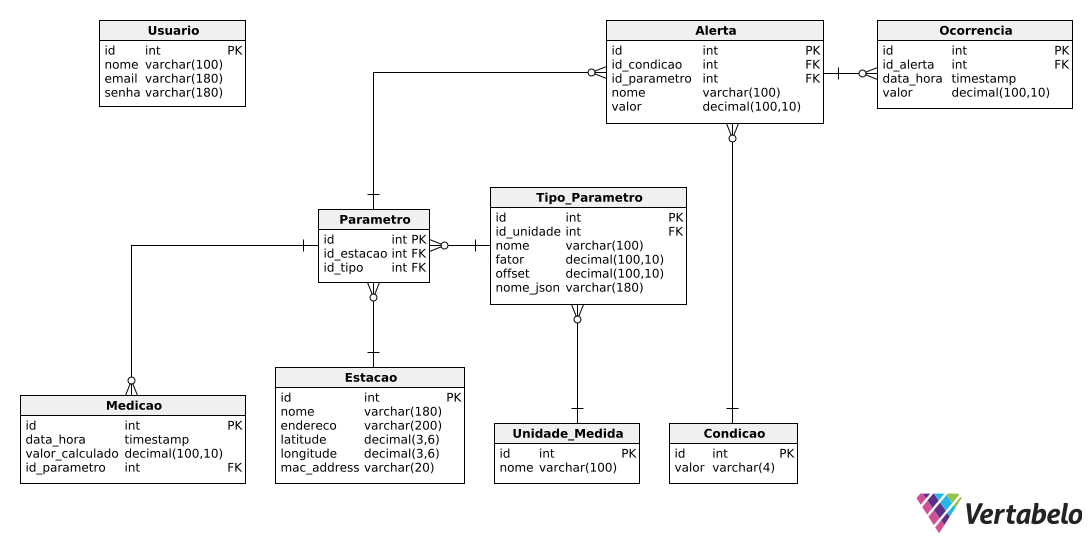 Usuario
id int PK
nome varchar(100)
email varchar(180)
senha varchar(180)
Alerta
id int PK
id_condicao int FK
id_parametro int FK
nome varchar(100)
valor decimal(100,10)
Ocorrencia
id int PK
id_alerta int FK
data_hora timestamp
valor decimal(100,10)
Parametro
id int PK
id_estacao int FK
id_tipo int FK
Tipo_Parametro
id int PK
id_unidade int FK
nome varchar(100)
fator decimal(100,10)
offset decimal(100,10)
nome_json varchar(180)
Medicao
id int PK
data_hora timestamp
valor_calculado decimal(100,10)
id_parametro int FK
Estacao
id int PK
nome varchar(180)
endereco varchar(200)
latitude decimal(3,6)
longitude decimal(3,6)
mac_address varchar(20)
Unidade_Medida
id int PK
nome varchar(100)
Condicao
id int PK
valor varchar(4)
Vertabelo